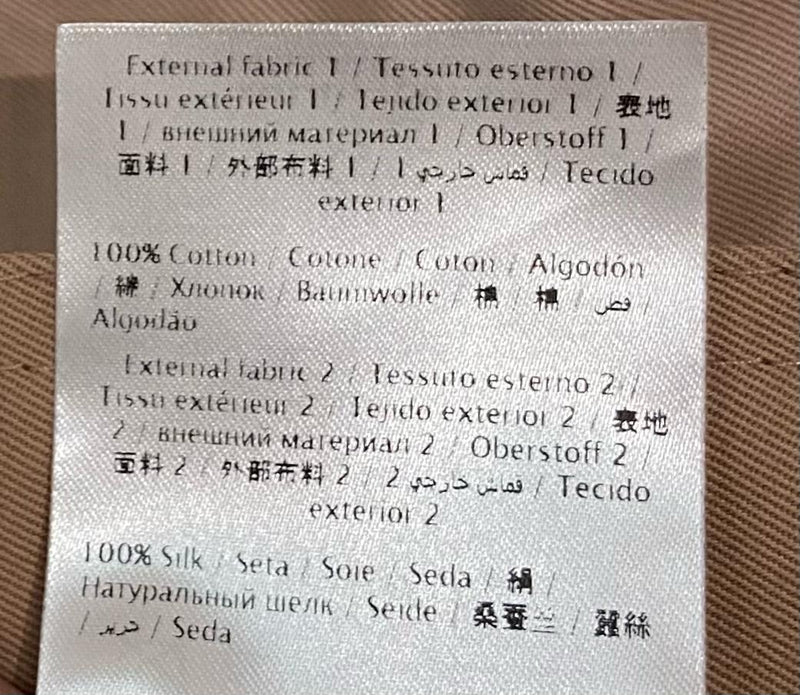 External fabric 1 / Tessuto esterno 1 /
Tissu extérieur 1 / Tejido exterior 1 / 表地
1 / внешний материал 1 / Oberstoff 1 /
面料 1 / 外部布料 1 / قماش خارجي 1 / Tecido
exterior 1
100% Cotton / Cotone / Coton / Algodón
/ 綿 / Хлопок / Baumwolle / 棉 / 棉 / قطن /
Algodão
External fabric 2 / Tessuto esterno 2 /
Tissu extérieur 2 / Tejido exterior 2 / 表地
2 / внешний материал 2 / Oberstoff 2 /
面料 2 / 外部布料 2 / قماش خارجي 2 / Tecido
exterior 2
100% Silk / Seta / Soie / Seda / 絹 /
Натуральный шелк / Seide / 桑蚕丝 / 蠶絲
/ حرير / Seda